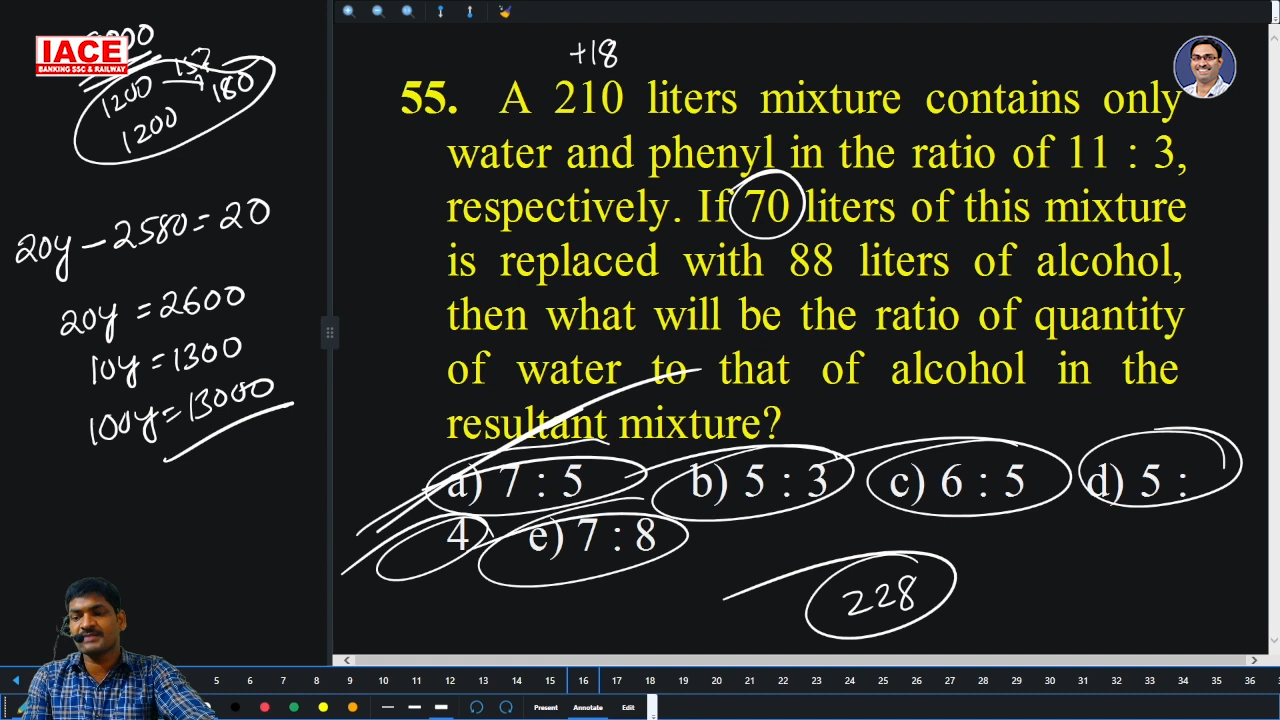 2000
IACE
BANKING SSC & RAILWAY
157
1200
180
1200
20y - 2580 = 20
20y = 2600
10y = 1300
100y = 13000
+18
55. A 210 liters mixture contains only
water and phenyl in the ratio of 11 : 3,
respectively. If 70 liters of this mixture
is replaced with 88 liters of alcohol,
then what will be the ratio of quantity
of water to that of alcohol in the
resultant mixture?
a) 7 : 5 b) 5 : 3 c) 6 : 5 d) 5 :
4 e) 7 : 8
228
5 6 7 8 9 10 11 12 13 14 15 16 17 18 19 20 21 22 23 24 25 26 27 28 29 30 31 32 33 34 35 36
Present Annotate Edit